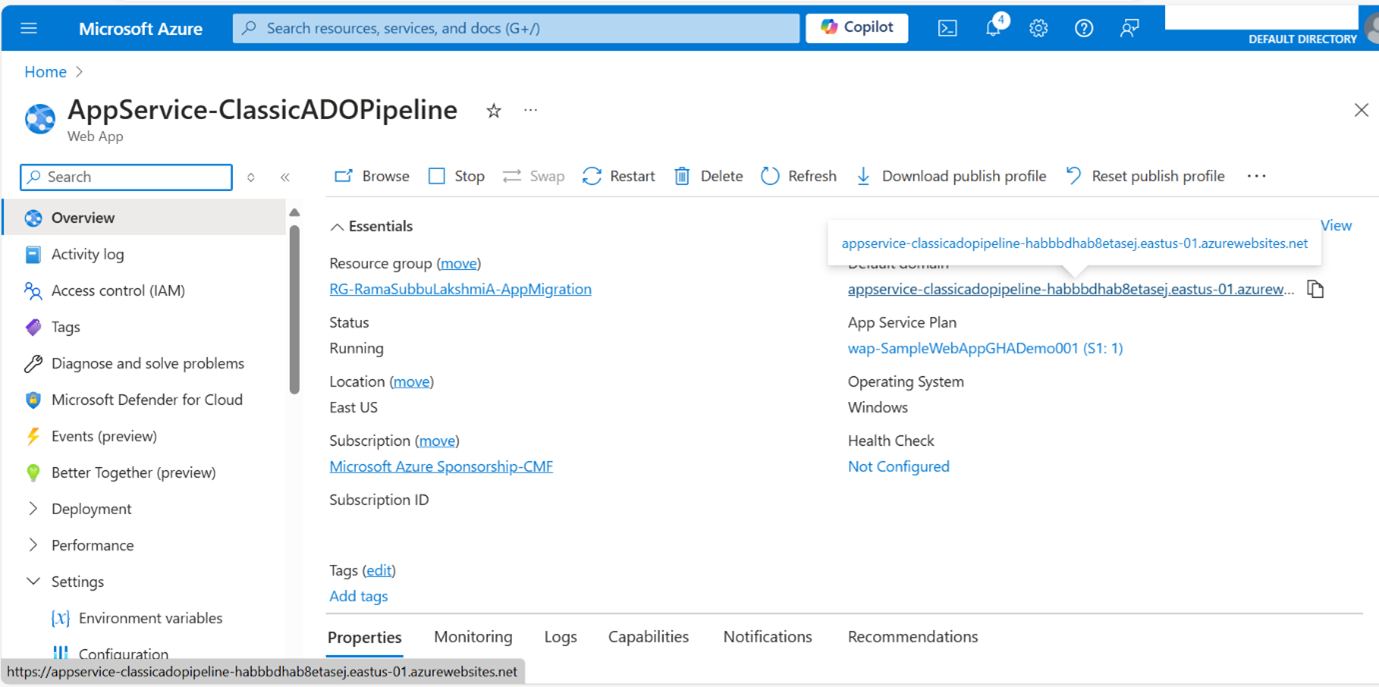 Microsoft Azure
Search resources, services, and docs (G+/)
Copilot
4
DEFAULT DIRECTORY
Home
AppService-ClassicADOPipeline
Web App
Search
Browse
Stop
Swap
Restart
Delete
Refresh
Download publish profile
Reset publish profile
Overview
Activity log
Access control (IAM)
Tags
Diagnose and solve problems
Microsoft Defender for Cloud
Events (preview)
Better Together (preview)
Deployment
Performance
Settings
Environment variables
Configuration
Essentials
View
appservice-classicadopipeline-habbbdhab8etasej.eastus-01.azurewebsites.net
Resource group (move)
RG-RamaSubbuLakshmiA-AppMigration
Status
Running
Location (move)
East US
Subscription (move)
Microsoft Azure Sponsorship-CMF
Subscription ID
Default domain
appservice-classicadopipeline-habbbdhab8etasej.eastus-01.azurew...
App Service Plan
wap-SampleWebAppGHADemo001 (S1: 1)
Operating System
Windows
Health Check
Not Configured
Tags (edit)
Add tags
Properties
Monitoring
Logs
Capabilities
Notifications
Recommendations
https://appservice-classicadopipeline-habbbdhab8etasej.eastus-01.azurewebsites.net